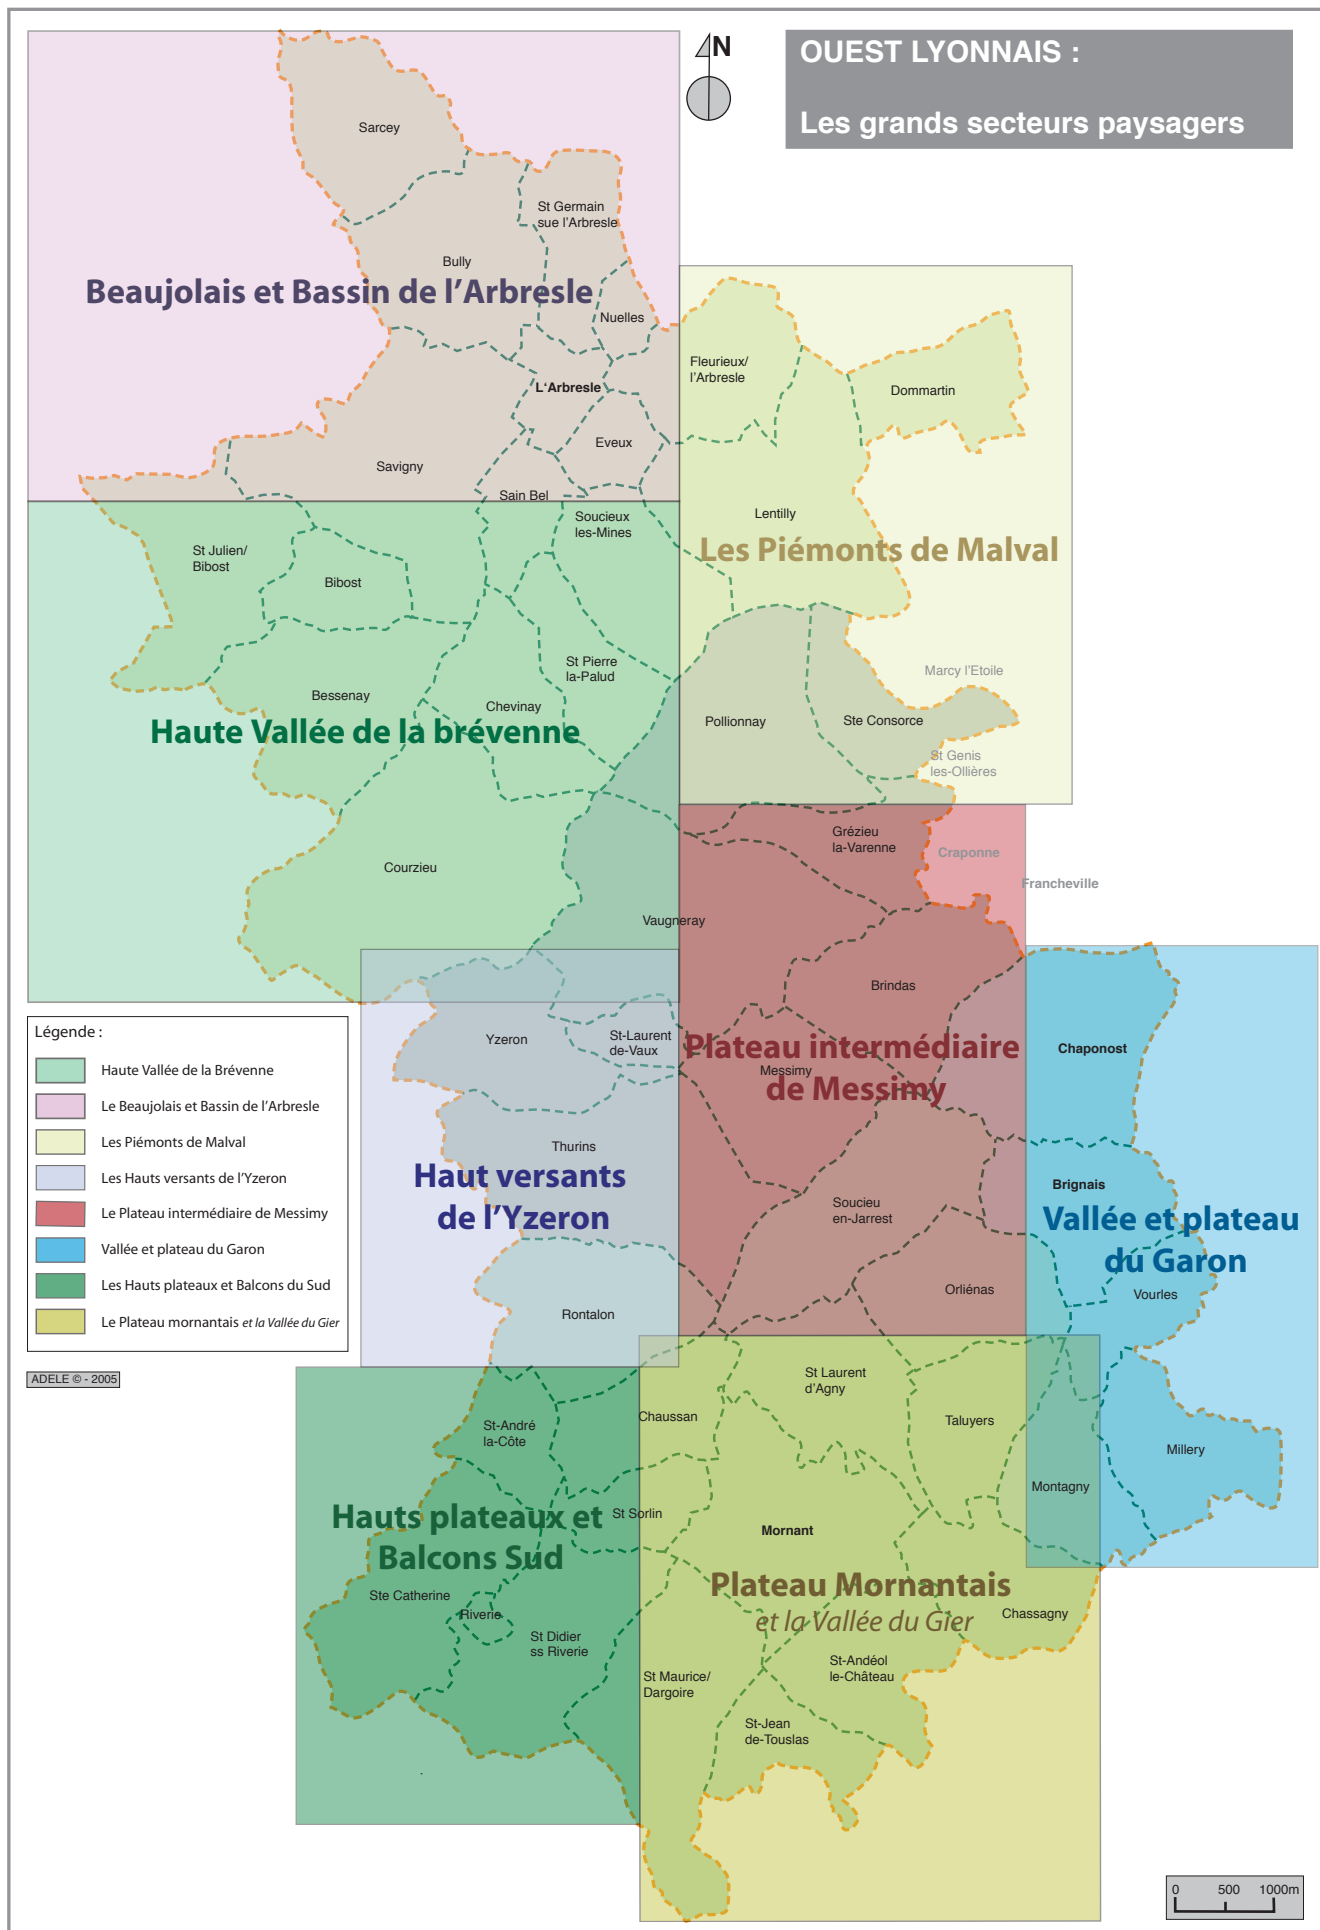 N
OUEST LYONNAIS :
Les grands secteurs paysagers
Sarcey
St Germain
sue l'Arbresle
Bully
Beaujolais et Bassin de l'Arbresle
Nuelles
Fleurieux/
l'Arbresle
L'Arbresle
Dommartin
Eveux
Savigny
Sain Bel
Soucieux
les-Mines
Lentilly
St Julien/
Bibost
Les Piémonts de Malval
Bibost
St Pierre
la-Palud
Marcy l'Etoile
Bessenay
Chevinay
Pollionnay
Ste Consorce
Haute Vallée de la brévenne
St Genis
les-Ollières
Grézieu
la-Varenne
Craponne
Courzieu
Francheville
Vaugneray
Brindas
Yzeron
St-Laurent
de-Vaux
Plateau intermédiaire
de Messimy
Messimy
Chaponost
Légende :
Haute Vallée de la Brévenne
Le Beaujolais et Bassin de l'Arbresle
Les Piémonts de Malval
Les Hauts versants de l'Yzeron
Le Plateau intermédiaire de Messimy
Vallée et plateau du Garon
Les Hauts plateaux et Balcons du Sud
Le Plateau mornantais et la Vallée du Gier
ADELE © - 2005
Thurins
Haut versants
de l'Yzeron
Brignais
Soucieu
en-Jarrest
Vallée et plateau
du Garon
Orliénas
Vourles
Rontalon
St Laurent
d'Agny
Chaussan
Taluyers
St-André
la-Côte
Millery
Montagny
Hauts plateaux et
Balcons Sud
St Sorlin
Mornant
Plateau Mornantais
et la Vallée du Gier
Ste Catherine
Riverie
Chassagny
St Didier
ss Riverie
St-Andéol
le-Château
St Maurice/
Dargoire
St-Jean
de-Touslas
0 500 1000m